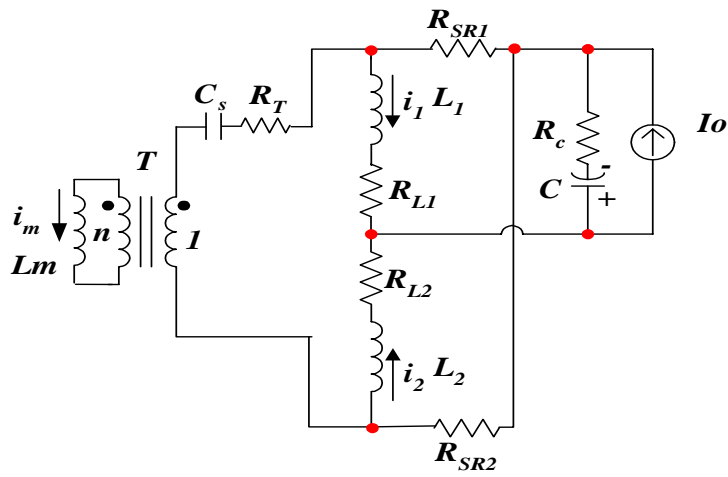 R_SR1
C_s
R_T
i_1 L_1
R_c
Io
-
T
C
+
R_L1
i_m
n
1
Lm
R_L2
i_2 L_2
R_SR2